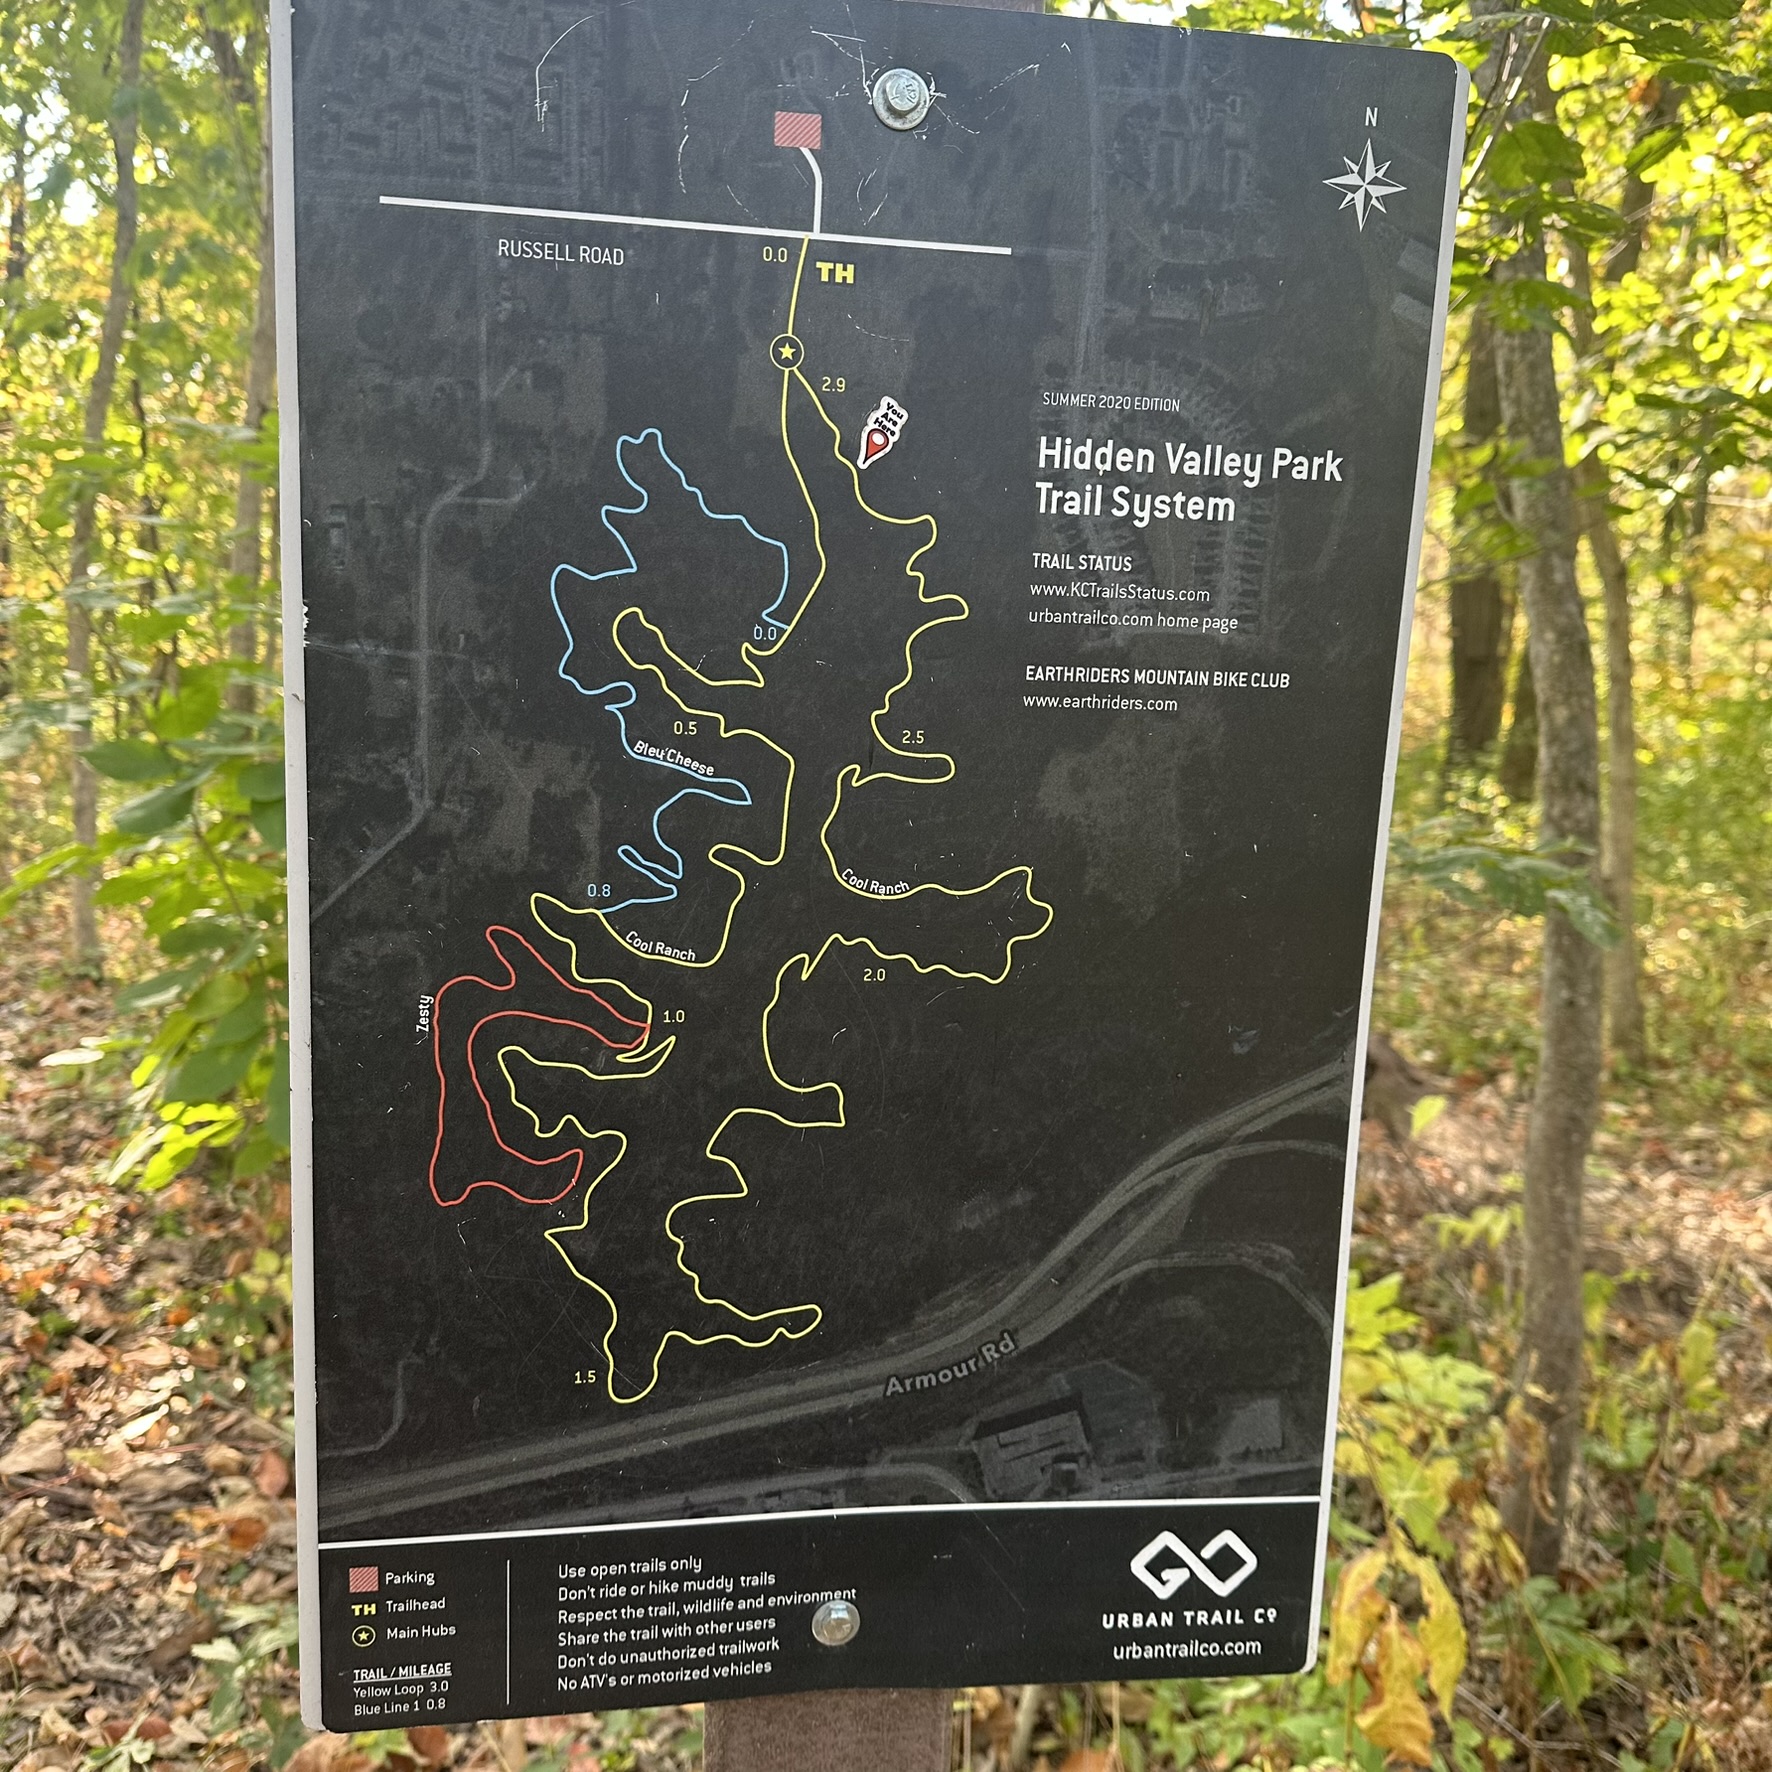 N
RUSSELL ROAD
0.0
TH
2.9
You
Are
Here
SUMMER 2020 EDITION
Hidden Valley Park
Trail System
TRAIL STATUS
www.KCTrailsStatus.com
urbantrailco.com home page
EARTHRIDERS MOUNTAIN BIKE CLUB
www.earthriders.com
0.0
0.5
2.5
Bleu Cheese
0.8
Cool Ranch
Cool Ranch
2.0
Zesty
1.0
1.5
Armour Rd
Parking
TH Trailhead
Main Hubs
TRAIL / MILEAGE
Yellow Loop 3.0
Blue Line 1 0.8
Use open trails only
Don't ride or hike muddy trails
Respect the trail, wildlife and environment
Share the trail with other users
Don't do unauthorized trailwork
No ATV's or motorized vehicles
URBAN TRAIL Co
urbantrailco.com